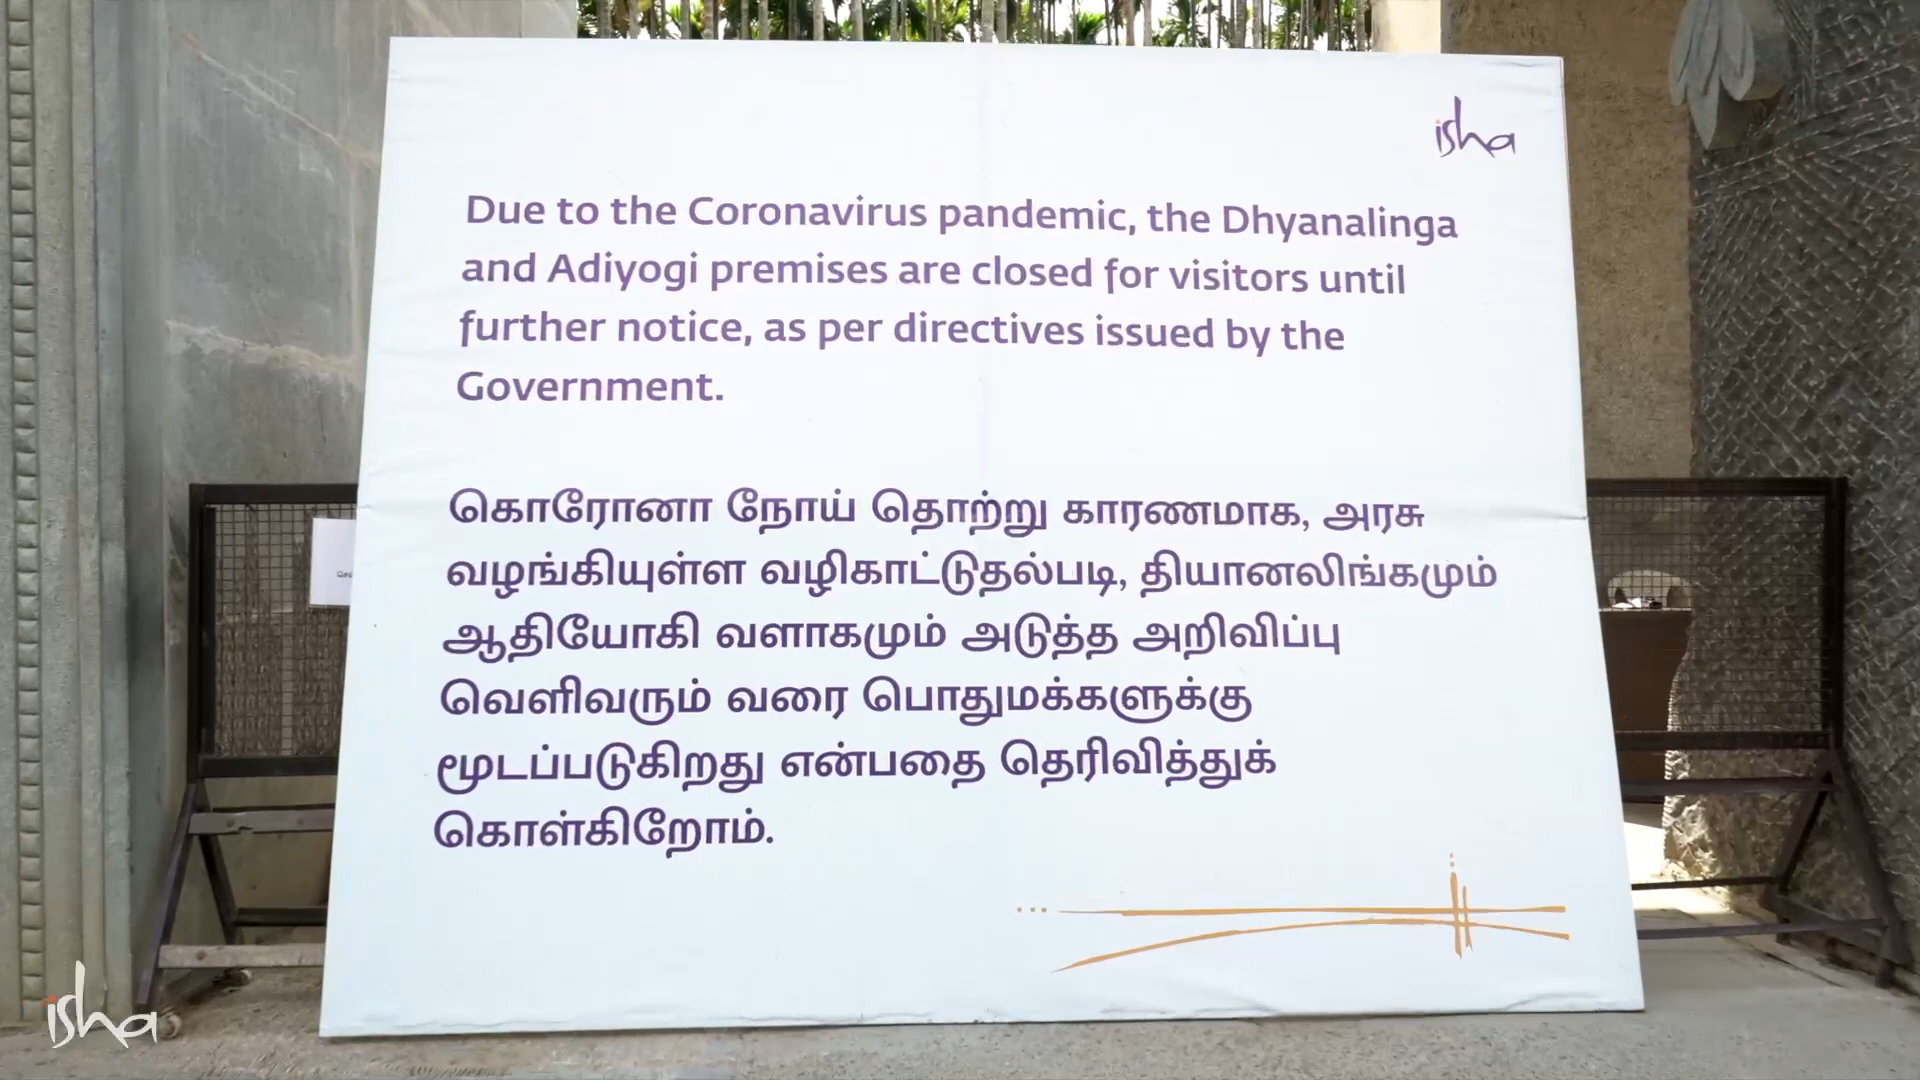 isha
Due to the Coronavirus pandemic, the Dhyanalinga
and Adiyogi premises are closed for visitors until
further notice, as per directives issued by the
Government.
கொரோனா நோய் தொற்று காரணமாக, அரசு
வழங்கியுள்ள வழிகாட்டுதல்படி, தியானலிங்கமும்
ஆதியோகி வளாகமும் அடுத்த அறிவிப்பு
வெளிவரும் வரை பொதுமக்களுக்கு
மூடப்படுகிறது என்பதை தெரிவித்துக்
கொள்கிறோம்.
isha